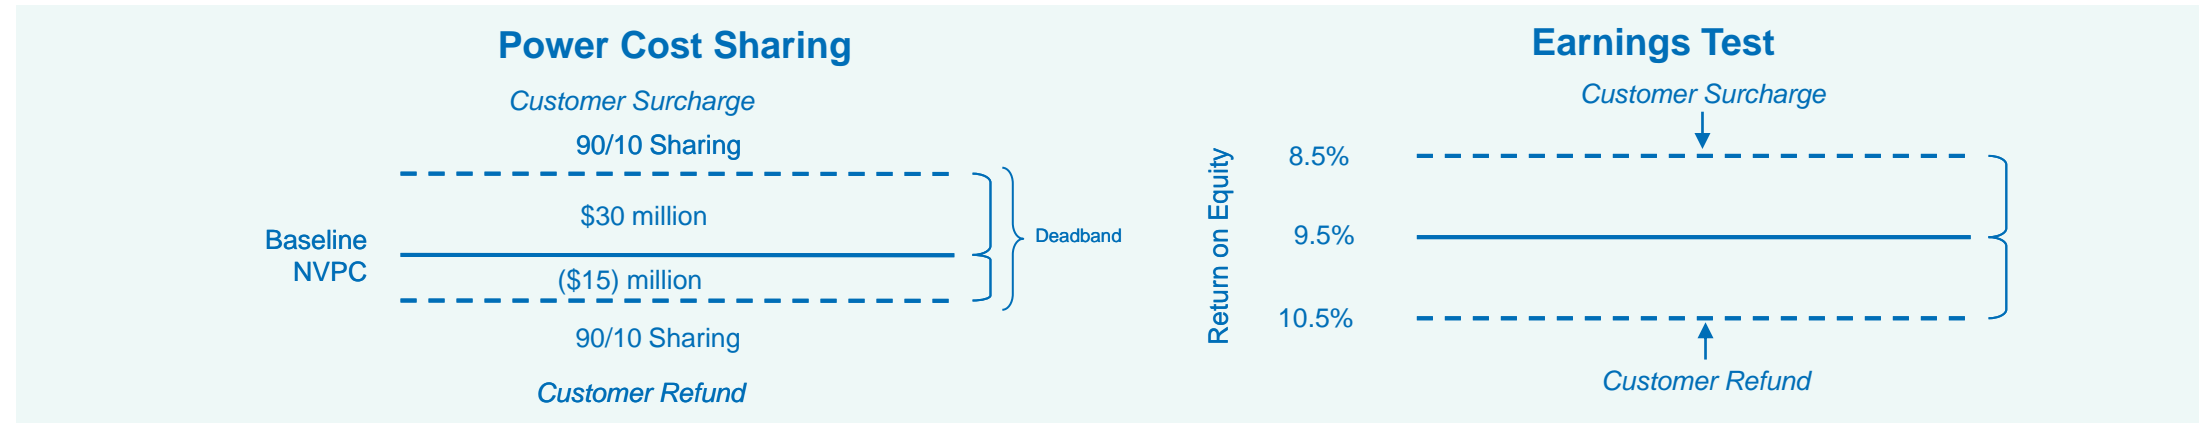 Power Cost Sharing
Customer Surcharge
90/10 Sharing
$30 million
Baseline
NVPC
($15) million
90/10 Sharing
Customer Refund
Deadband
Earnings Test
Customer Surcharge
Return on Equity
8.5%
9.5%
10.5%
Customer Refund